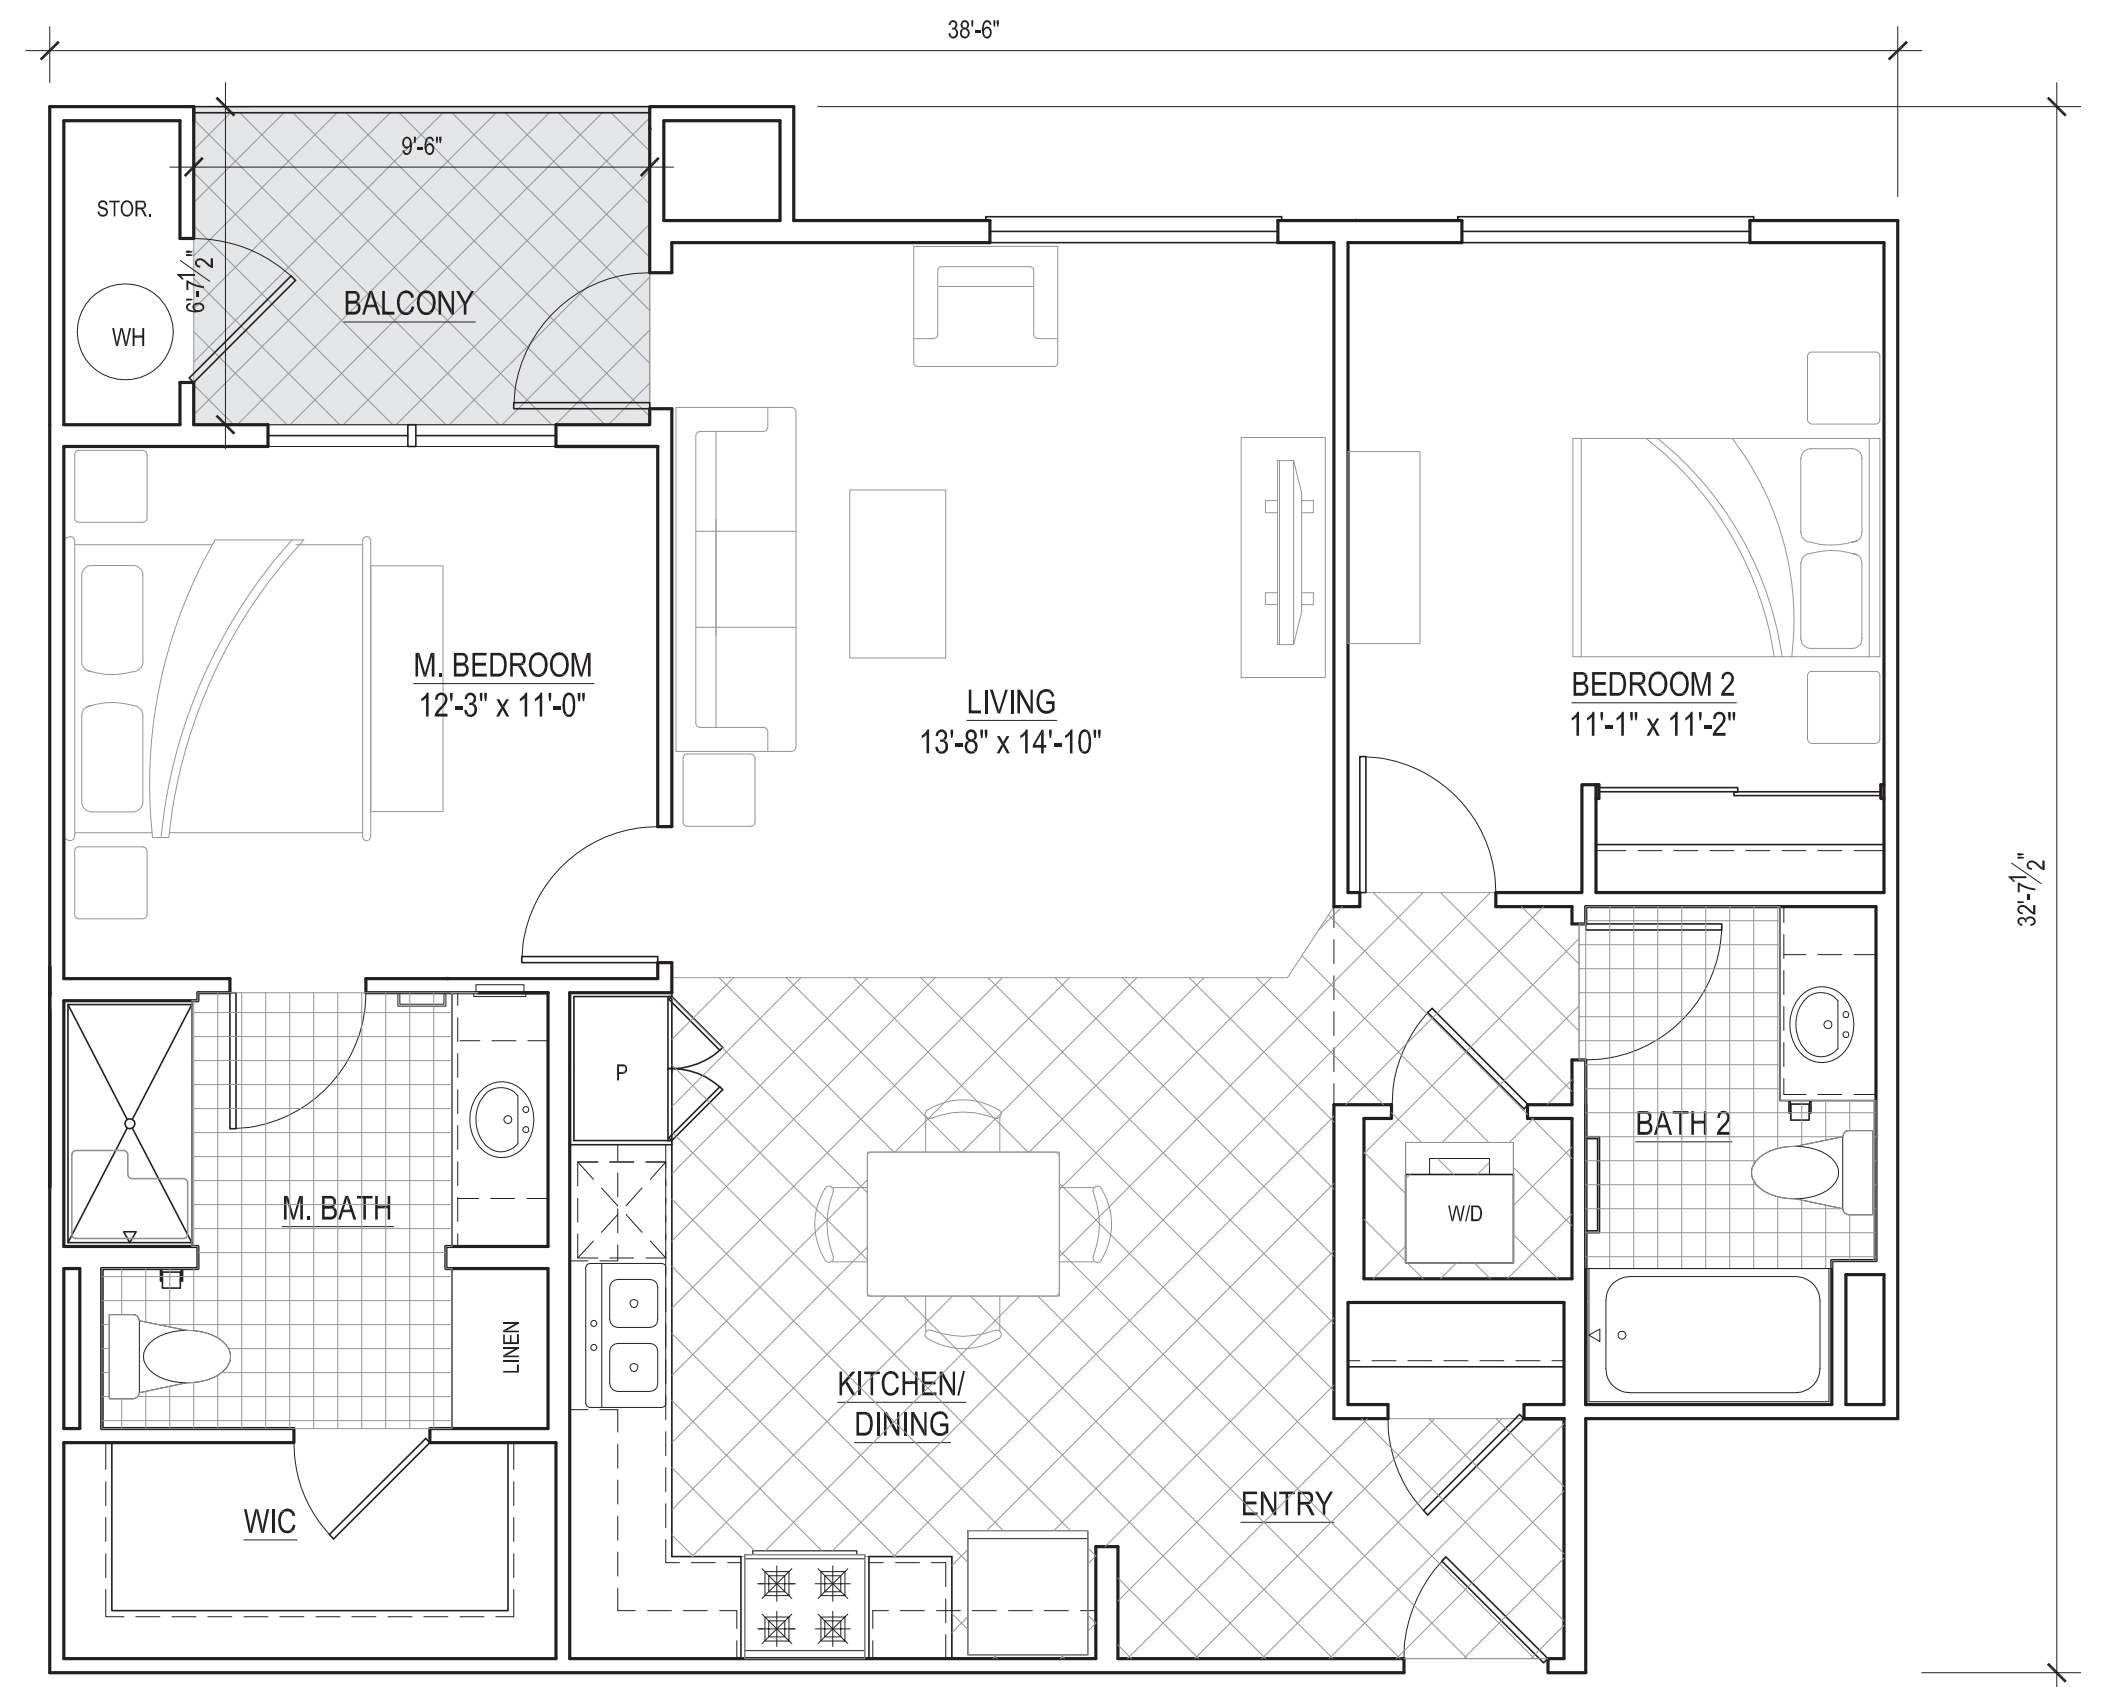 38'-6"
9'-6"
STOR.
6'-7 1/2"
BALCONY
WH
M. BEDROOM
12'-3" x 11'-0"
LIVING
13'-8" x 14'-10"
BEDROOM 2
11'-1" x 11'-2"
32'-7 1/2"
P
BATH 2
M. BATH
W/D
LINEN
KITCHEN/
DINING
ENTRY
WIC